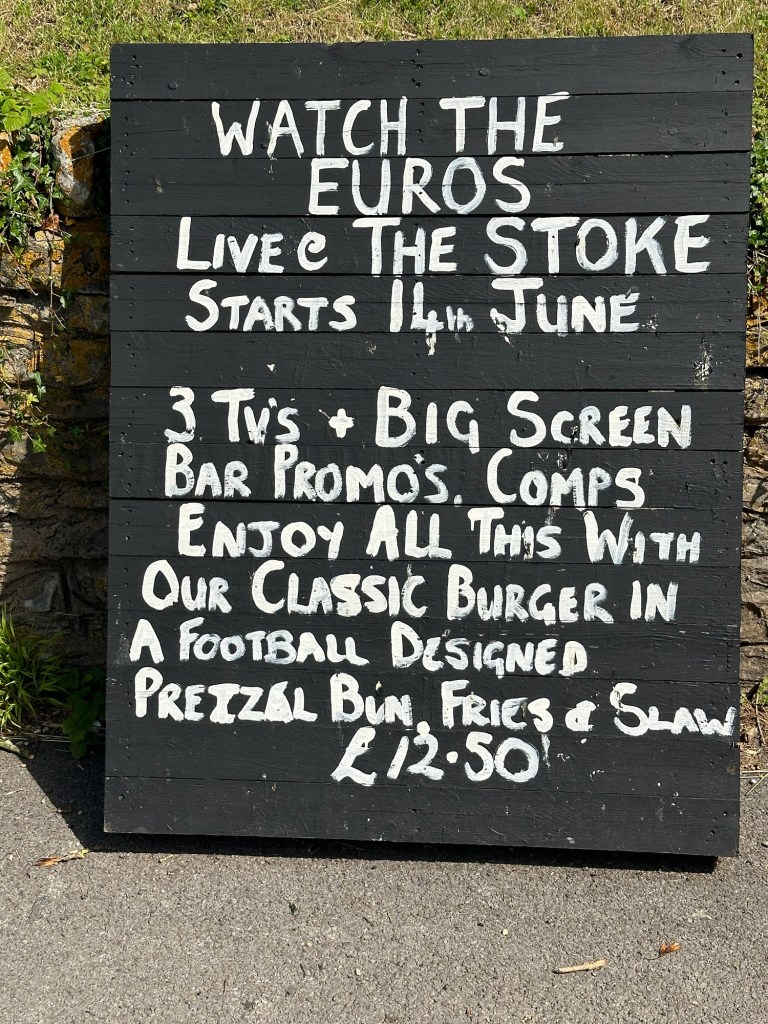 WATCH THE
EUROS
LIVE @ THE STOKE
STARTS 14th JUNE
3 TV'S + BIG SCREEN
BAR PROMO'S. COMPS
ENJOY ALL THIS WITH
OUR CLASSIC BURGER IN
A FOOTBALL DESIGNED
PRETZAL BUN, FRIES & SLAW
£12.50